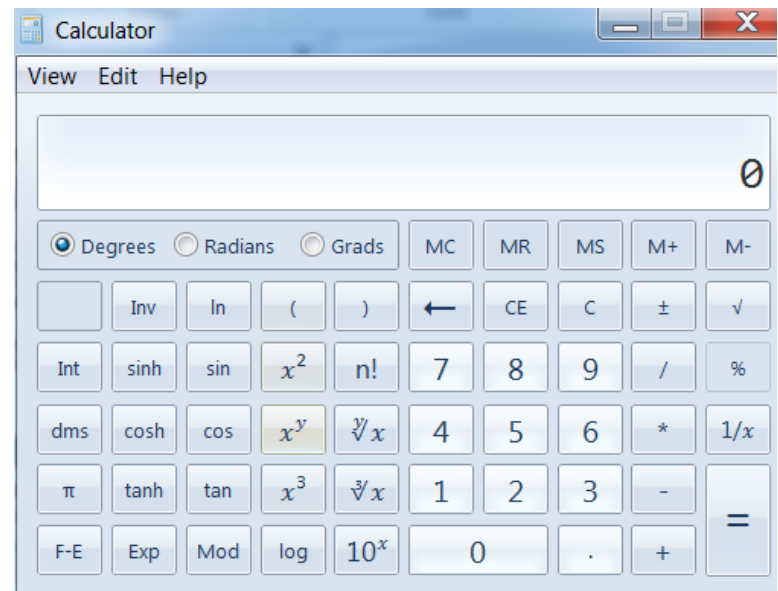 Calculator
View Edit Help
0
Degrees Radians Grads MC MR MS M+ M-
Inv ln ( ) ← CE C ± √
Int sinh sin x² n! 7 8 9 / %
dms cosh cos xʸ ʸ√x 4 5 6 * 1/x
π tanh tan x³ ³√x 1 2 3 - =
F-E Exp Mod log 10ˣ 0 . +